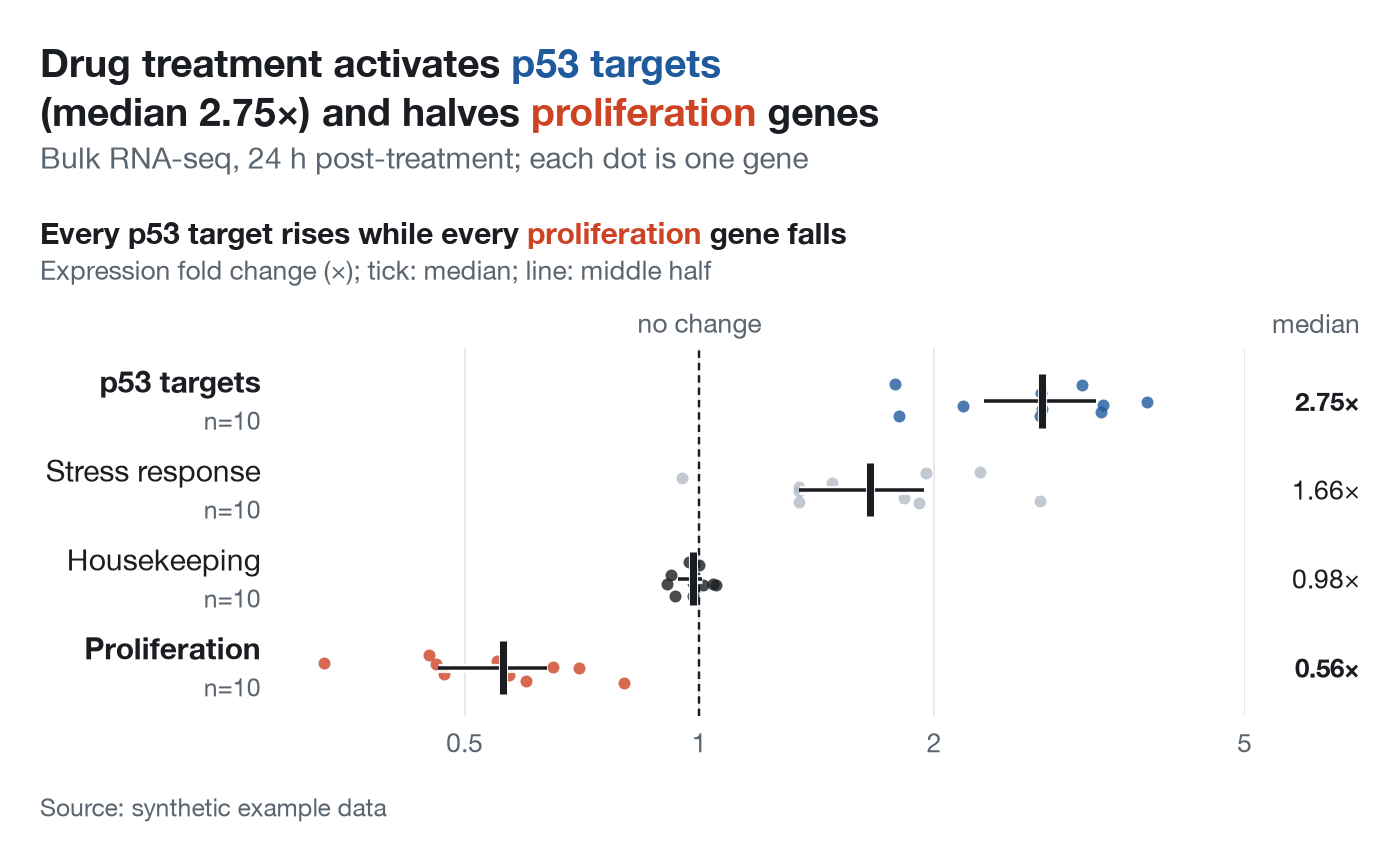 Drug treatment activates p53 targets
(median 2.75×) and halves proliferation genes
Bulk RNA-seq, 24 h post-treatment; each dot is one gene
Every p53 target rises while every proliferation gene falls
Expression fold change (×); tick: median; line: middle half
no change
median
p53 targets
n=10
2.75×
Stress response
n=10
1.66×
Housekeeping
n=10
0.98×
Proliferation
n=10
0.56×
0.5
1
2
5
Source: synthetic example data